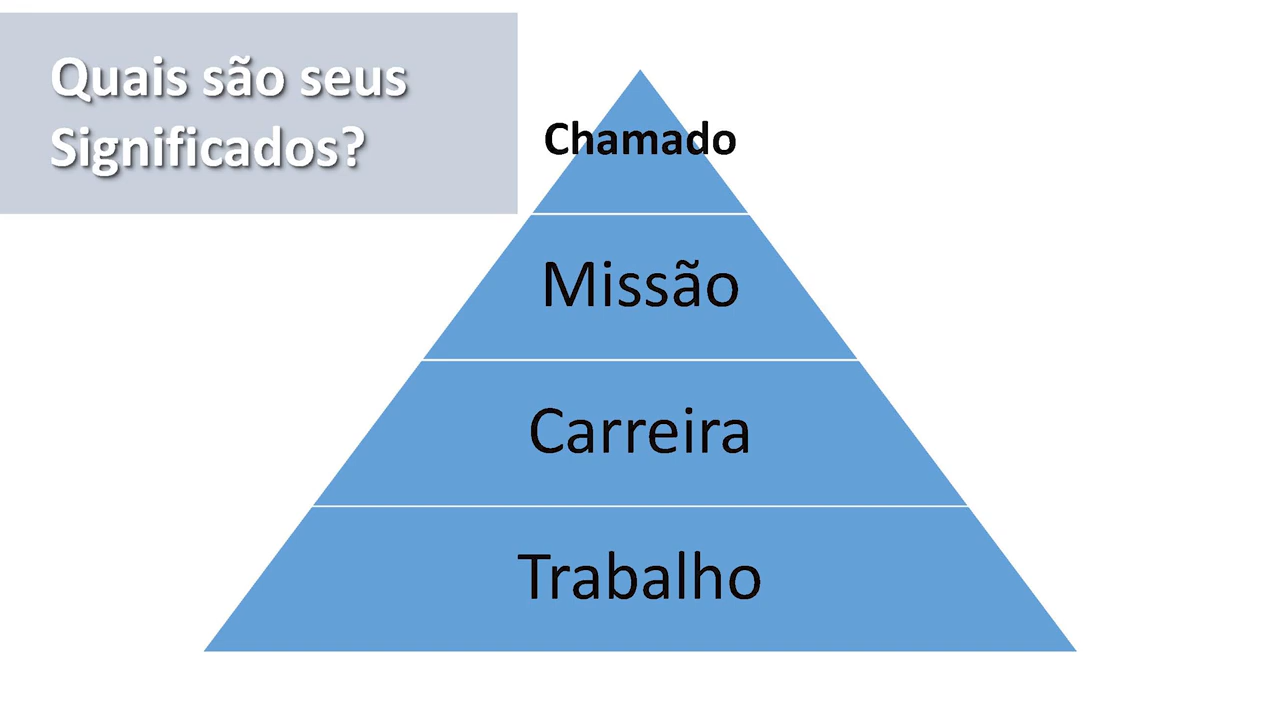 Quais são seus
Significados?
Chamado
Missão
Carreira
Trabalho